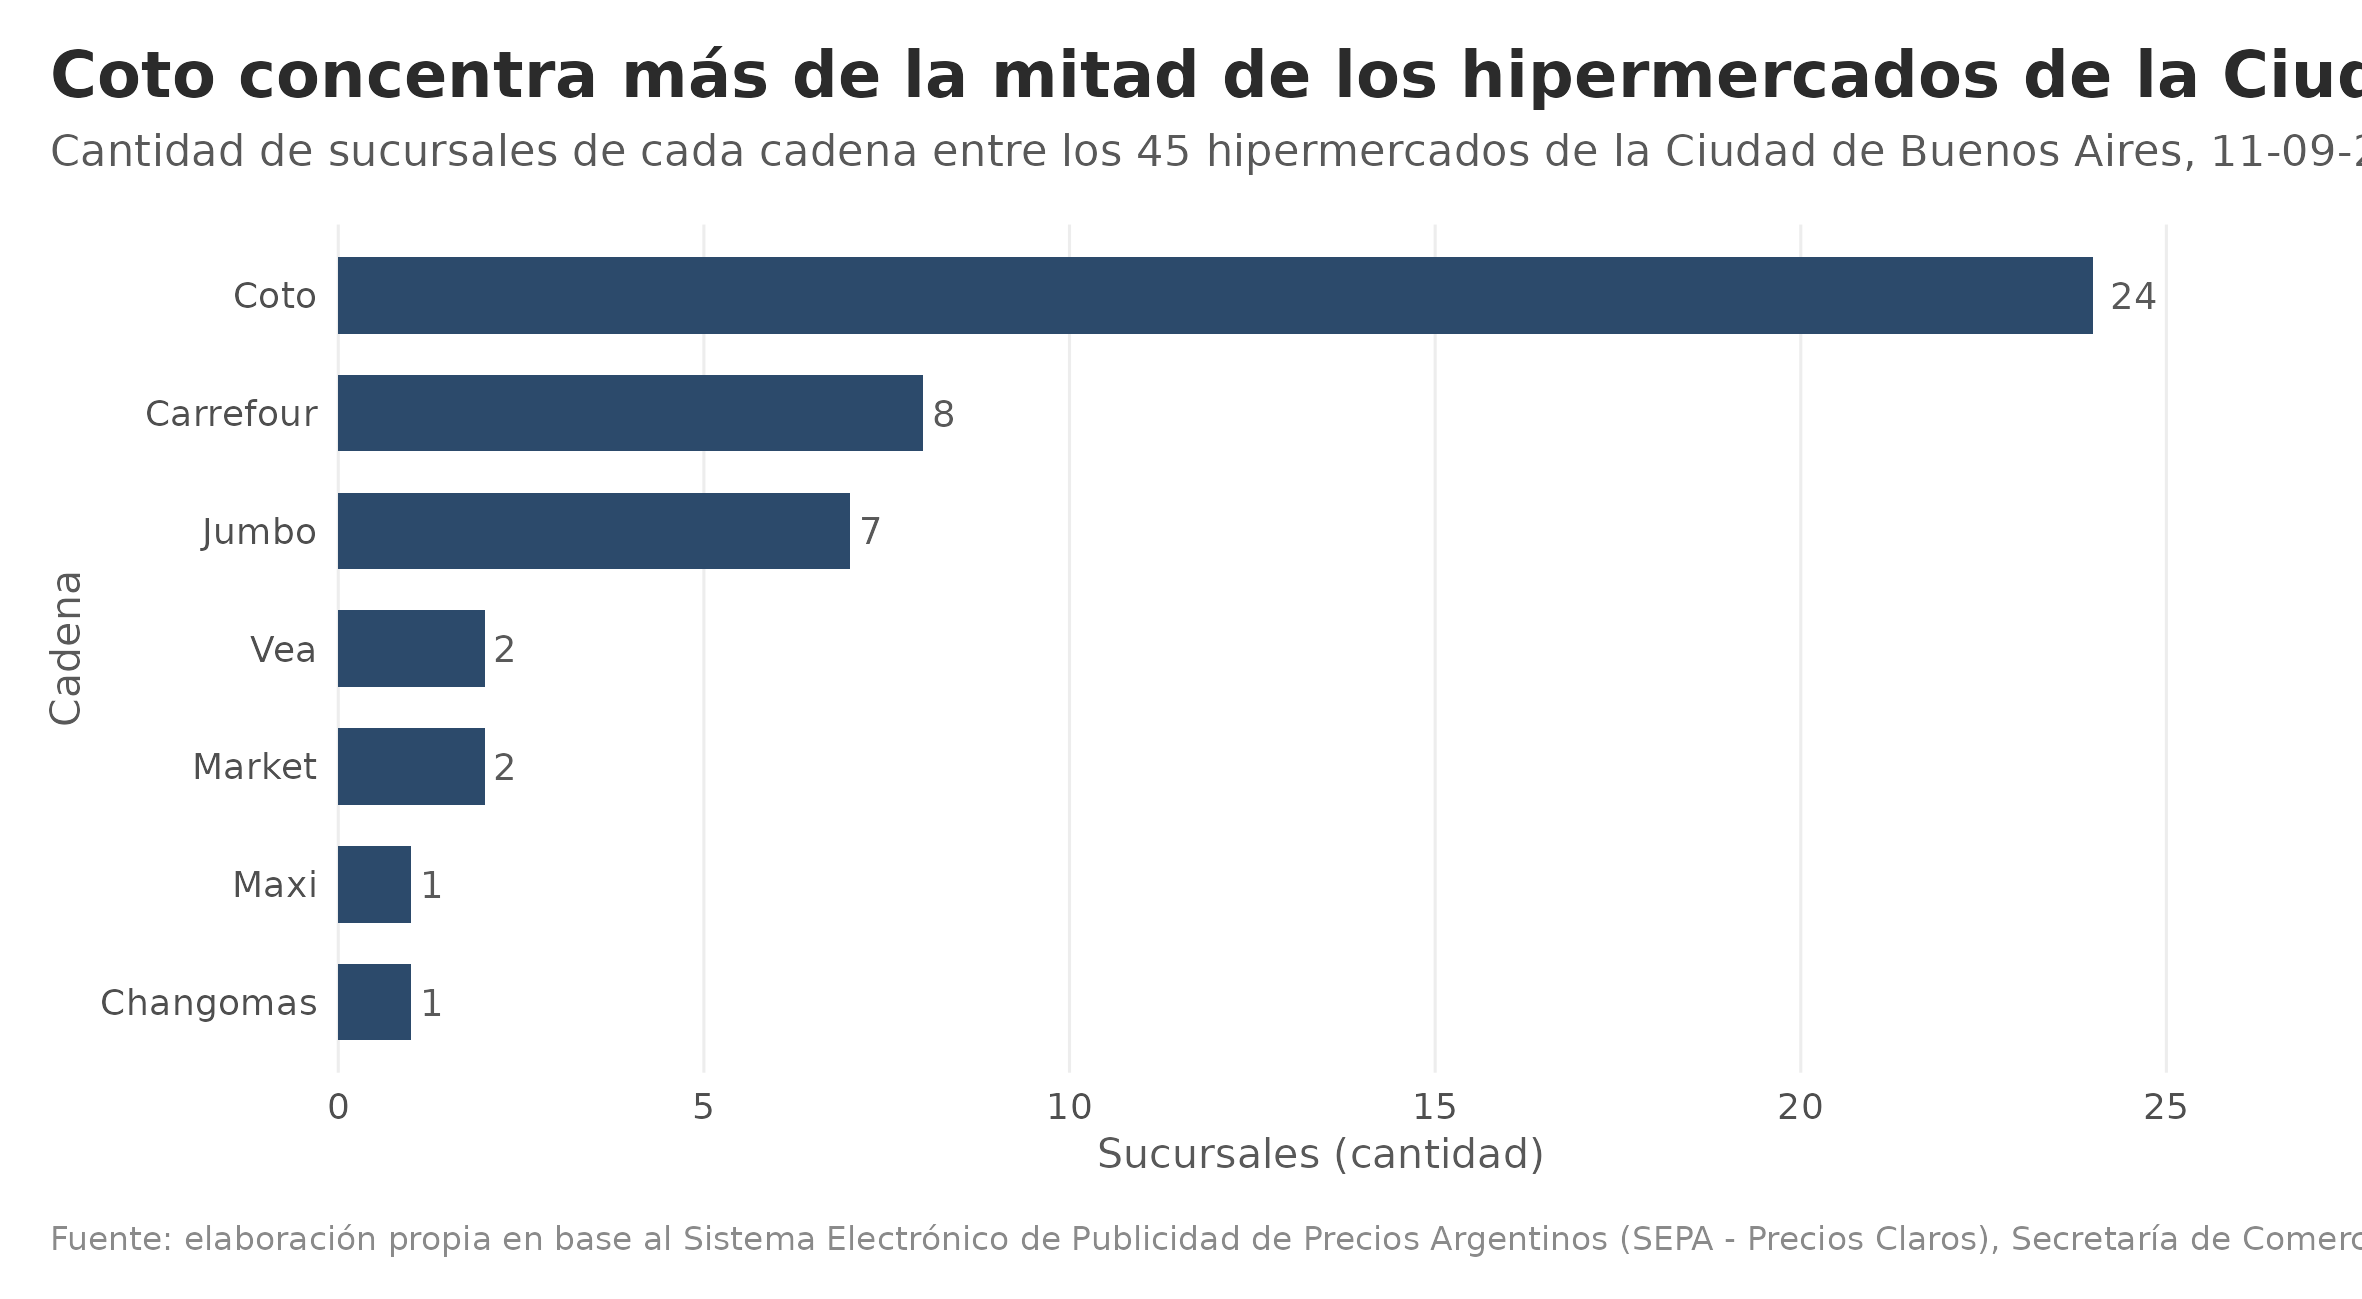 Coto concentra más de la mitad de los hipermercados de la
Cantidad de sucursales de cada cadena entre los 45 hipermercados de la Ciudad de Buenos Aires, 11-09-
Coto 24
Carrefour 8
Jumbo 7
Vea 2
Market 2
Maxi 1
Changomas 1
Cadena
0 5 10 15 20 25
Sucursales (cantidad)
Fuente: elaboración propia en base al Sistema Electrónico de Publicidad de Precios Argentinos (SEPA - Precios Claros), Secretaría de